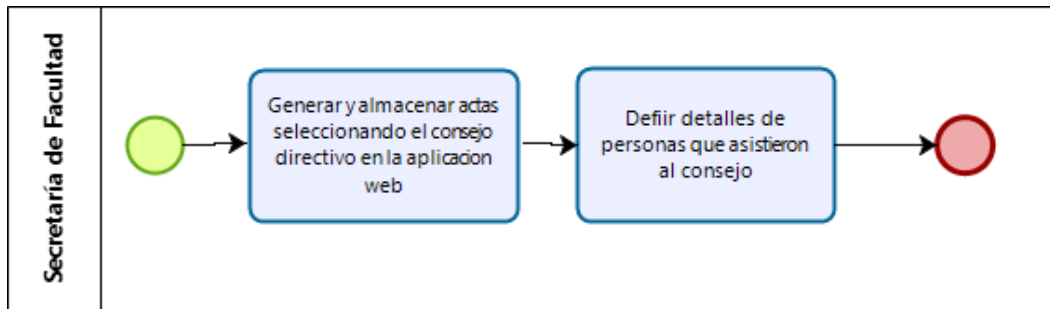 Secretaría de Facultad
Generar y almacenar actas
seleccionando el consejo
directivo en la aplicacion
web
Defiir detalles de
personas que asistieron
al consejo